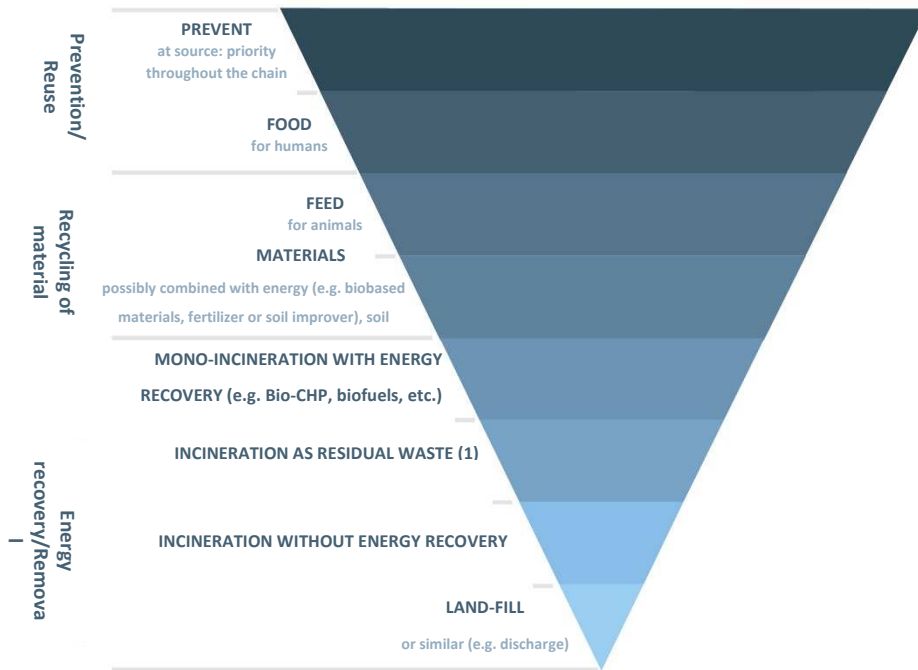 Prevention/
Reuse
PREVENT
at source: priority
throughout the chain
FOOD
for humans
Recycling of
material
FEED
for animals
MATERIALS
possibly combined with energy (e.g. biobased
materials, fertilizer or soil improver), soil
Energy
recovery/Remova
l
MONO-INCINERATION WITH ENERGY
RECOVERY (e.g. Bio-CHP, biofuels, etc.)
INCINERATION AS RESIDUAL WASTE (1)
INCINERATION WITHOUT ENERGY RECOVERY
LAND-FILL
or similar (e.g. discharge)